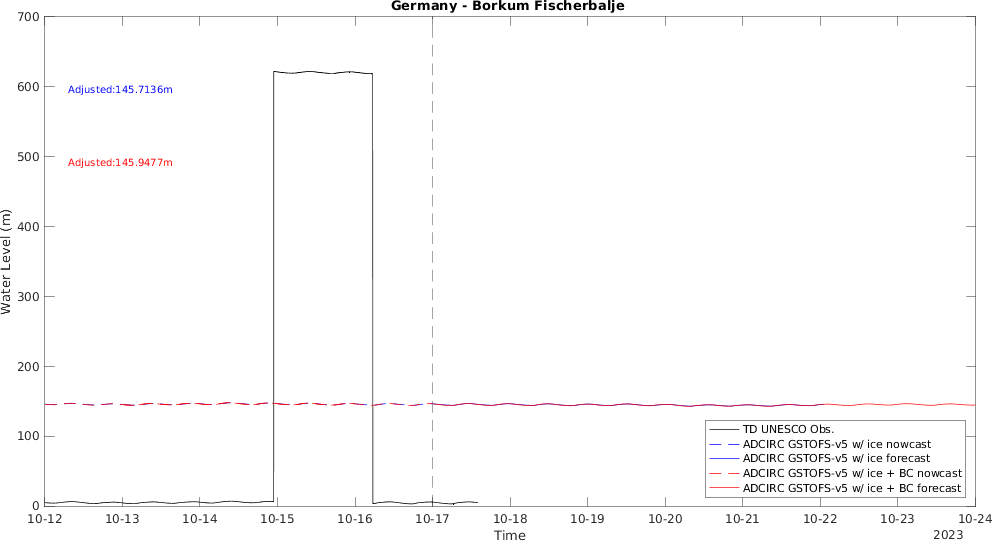 Germany - Borkum Fischerbalje
700
600
500
400
300
200
100
0
Water Level (m)
Adjusted:145.7136m
Adjusted:145.9477m
TD UNESCO Obs.
ADCIRC GSTOFS-v5 w/ ice nowcast
ADCIRC GSTOFS-v5 w/ ice forecast
ADCIRC GSTOFS-v5 w/ ice + BC nowcast
ADCIRC GSTOFS-v5 w/ ice + BC forecast
10-12 10-13 10-14 10-15 10-16 10-17 10-18 10-19 10-20 10-21 10-22 10-23 10-24
Time
2023